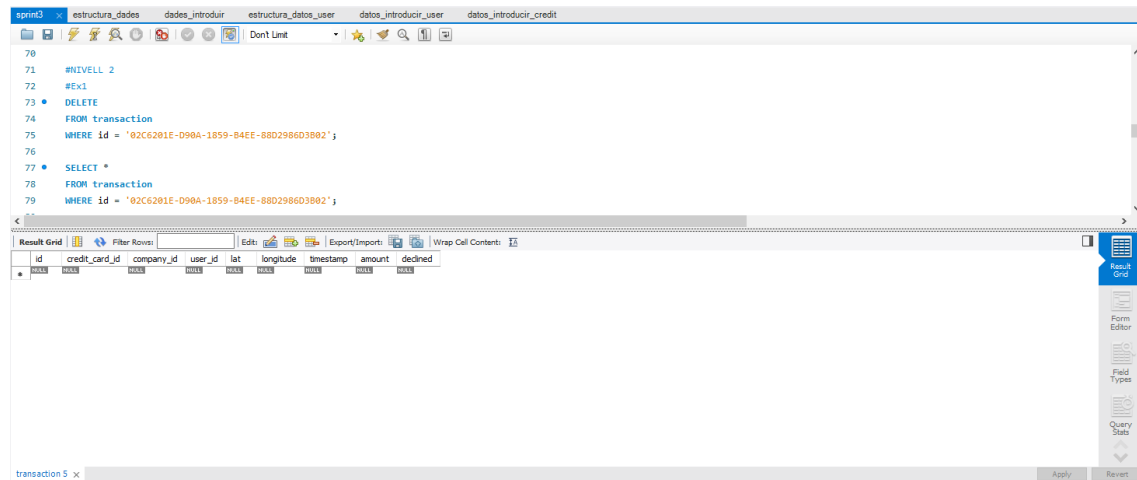 sprint3 × estructura_dades dades_introduir estructura_datos_user datos_introducir_user datos_introducir_credit
Don't Limit
70
71 #NIVELL 2
72 #Ex1
73 DELETE
74 FROM transaction
75 WHERE id = '02C6201E-D90A-1859-B4EE-88D2986D3B02';
76
77 SELECT *
78 FROM transaction
79 WHERE id = '02C6201E-D90A-1859-B4EE-88D2986D3B02';
Result Grid Filter Rows: Edit: Export/Import: Wrap Cell Content:
id credit_card_id company_id user_id lat longitude timestamp amount declined
NULL NULL NULL NULL NULL NULL NULL NULL NULL
Result
Grid
Form
Editor
Field
Types
Query
Stats
transaction 5 × Apply Revert